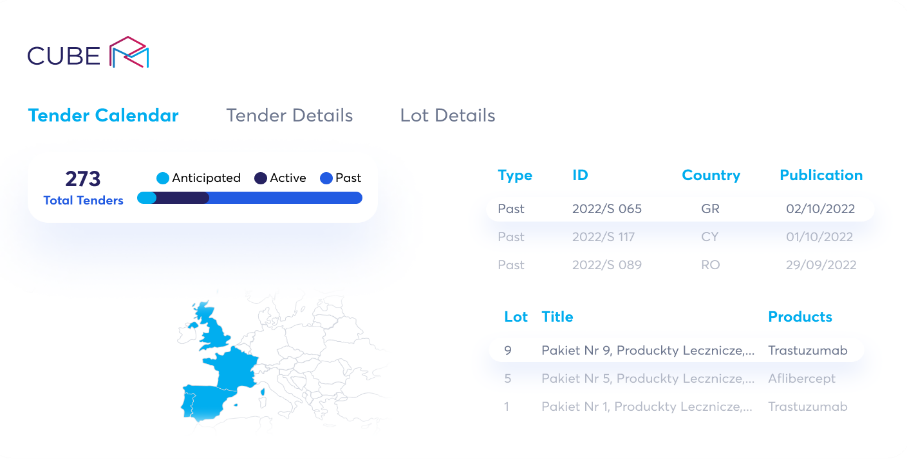 CUBE
Tender Calendar Tender Details Lot Details
273
Total Tenders
Anticipated Active Past
Type ID Country Publication
Past 2022/S 065 GR 02/10/2022
Past 2022/S 117 CY 01/10/2022
Past 2022/S 089 RO 29/09/2022
Lot Title Products
9 Pakiet Nr 9, Produckty Lecznicze,... Trastuzumab
5 Pakiet Nr 5, Produckty Lecznicze,... Aflibercept
1 Pakiet Nr 1, Produckty Lecznicze,... Trastuzumab